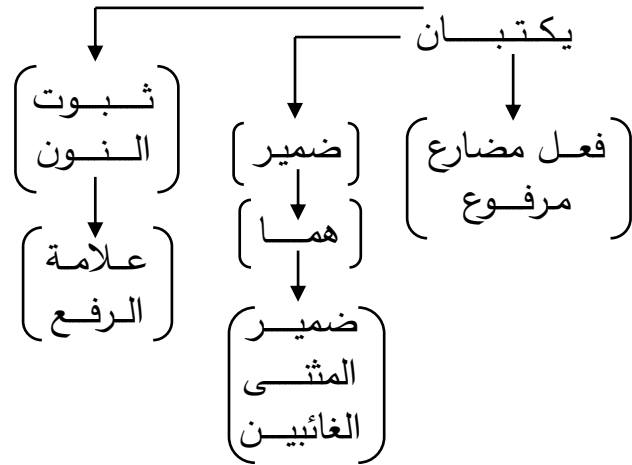 يكتبان
فعل مضارع
مرفوع
ضمير
هما
ضمير
المثنى
الغائبين
ثبوت
النون
علامة
الرفع